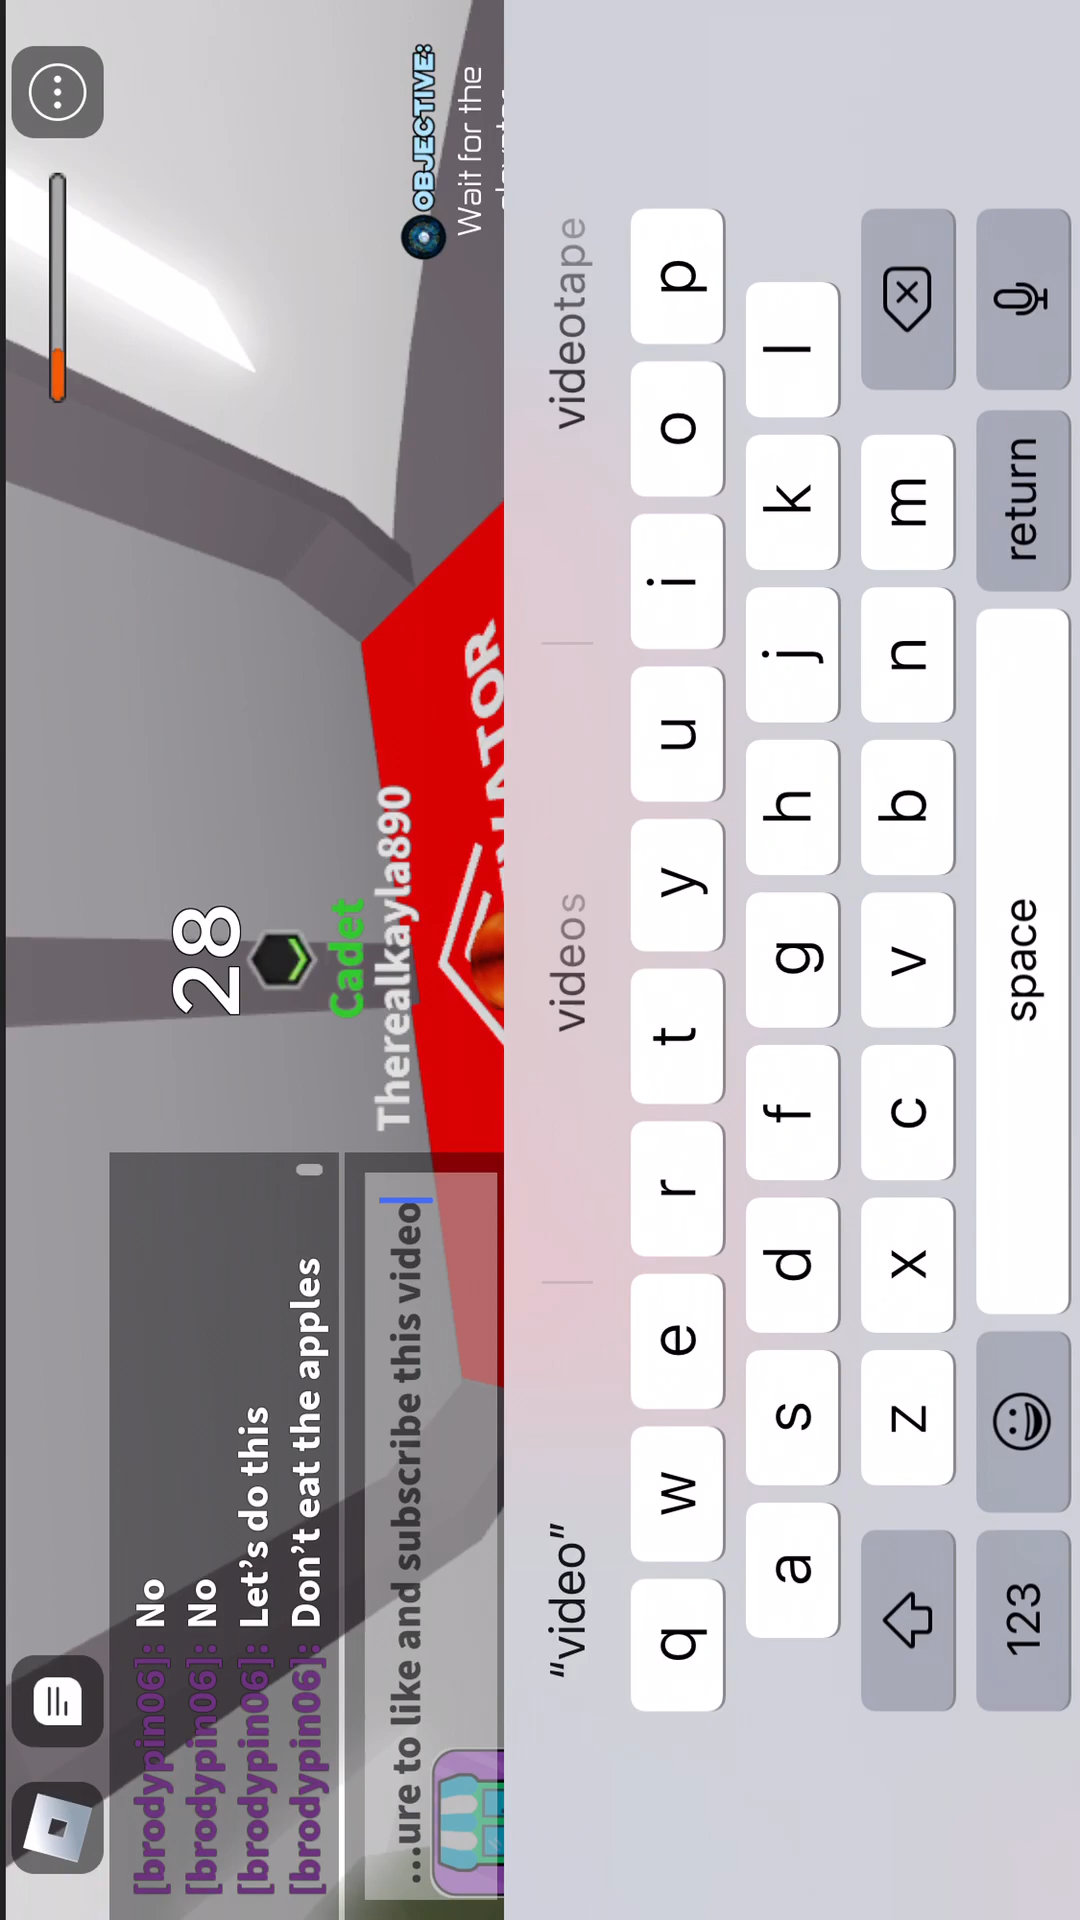 OBJECTIVE:
Wait for the
28
Cadet
Therealkayla890
[brodypin06]: No
[brodypin06]: No
[brodypin06]: Let's do this
[brodypin06]: Don't eat the apples
...ure to like and subscribe this video
"video"
videos
videotape
q w e r t y u i o p
a s d f g h j k l
z x c v b n m
123
space
return